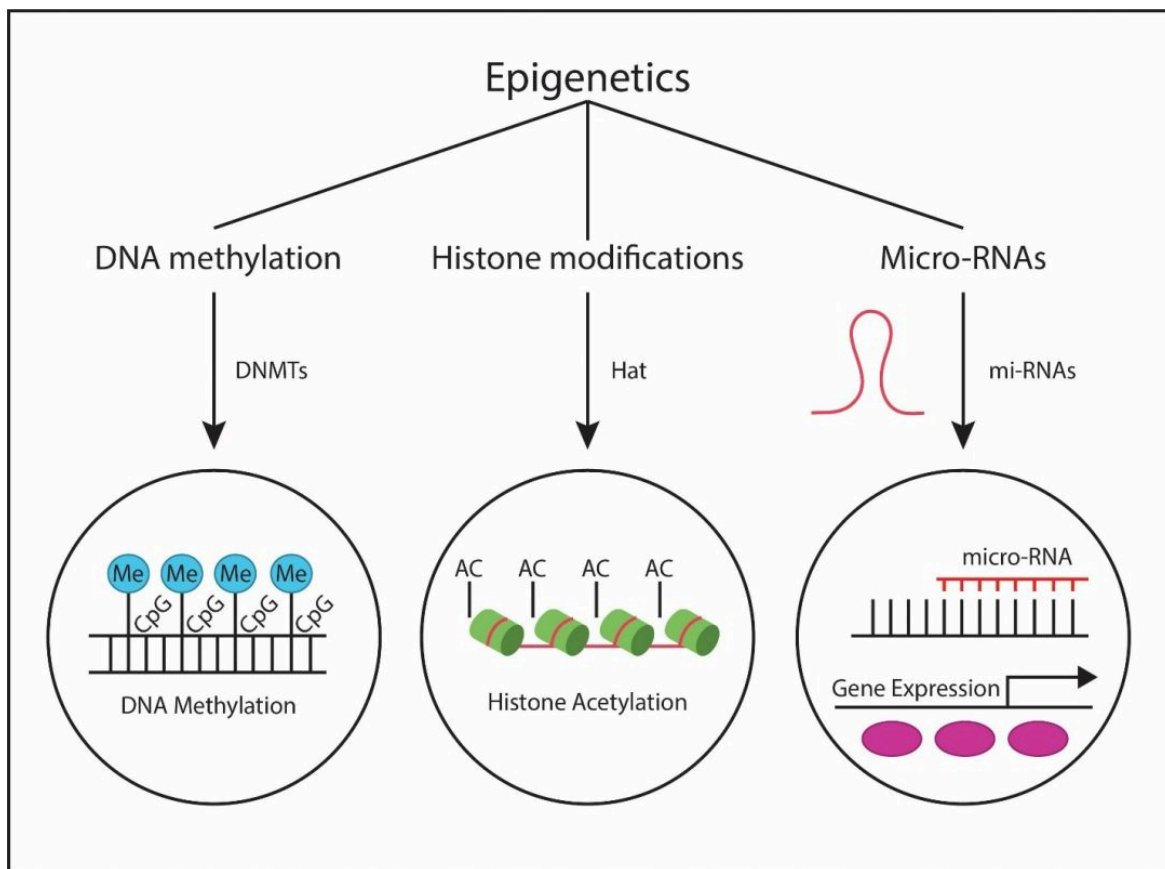 Epigenetics
DNA methylation
Histone modifications
Micro-RNAs
DNMTs
Hat
mi-RNAs
Me Me Me Me
CpG CpG CpG CpG
DNA Methylation
AC AC AC AC
Histone Acetylation
micro-RNA
Gene Expression